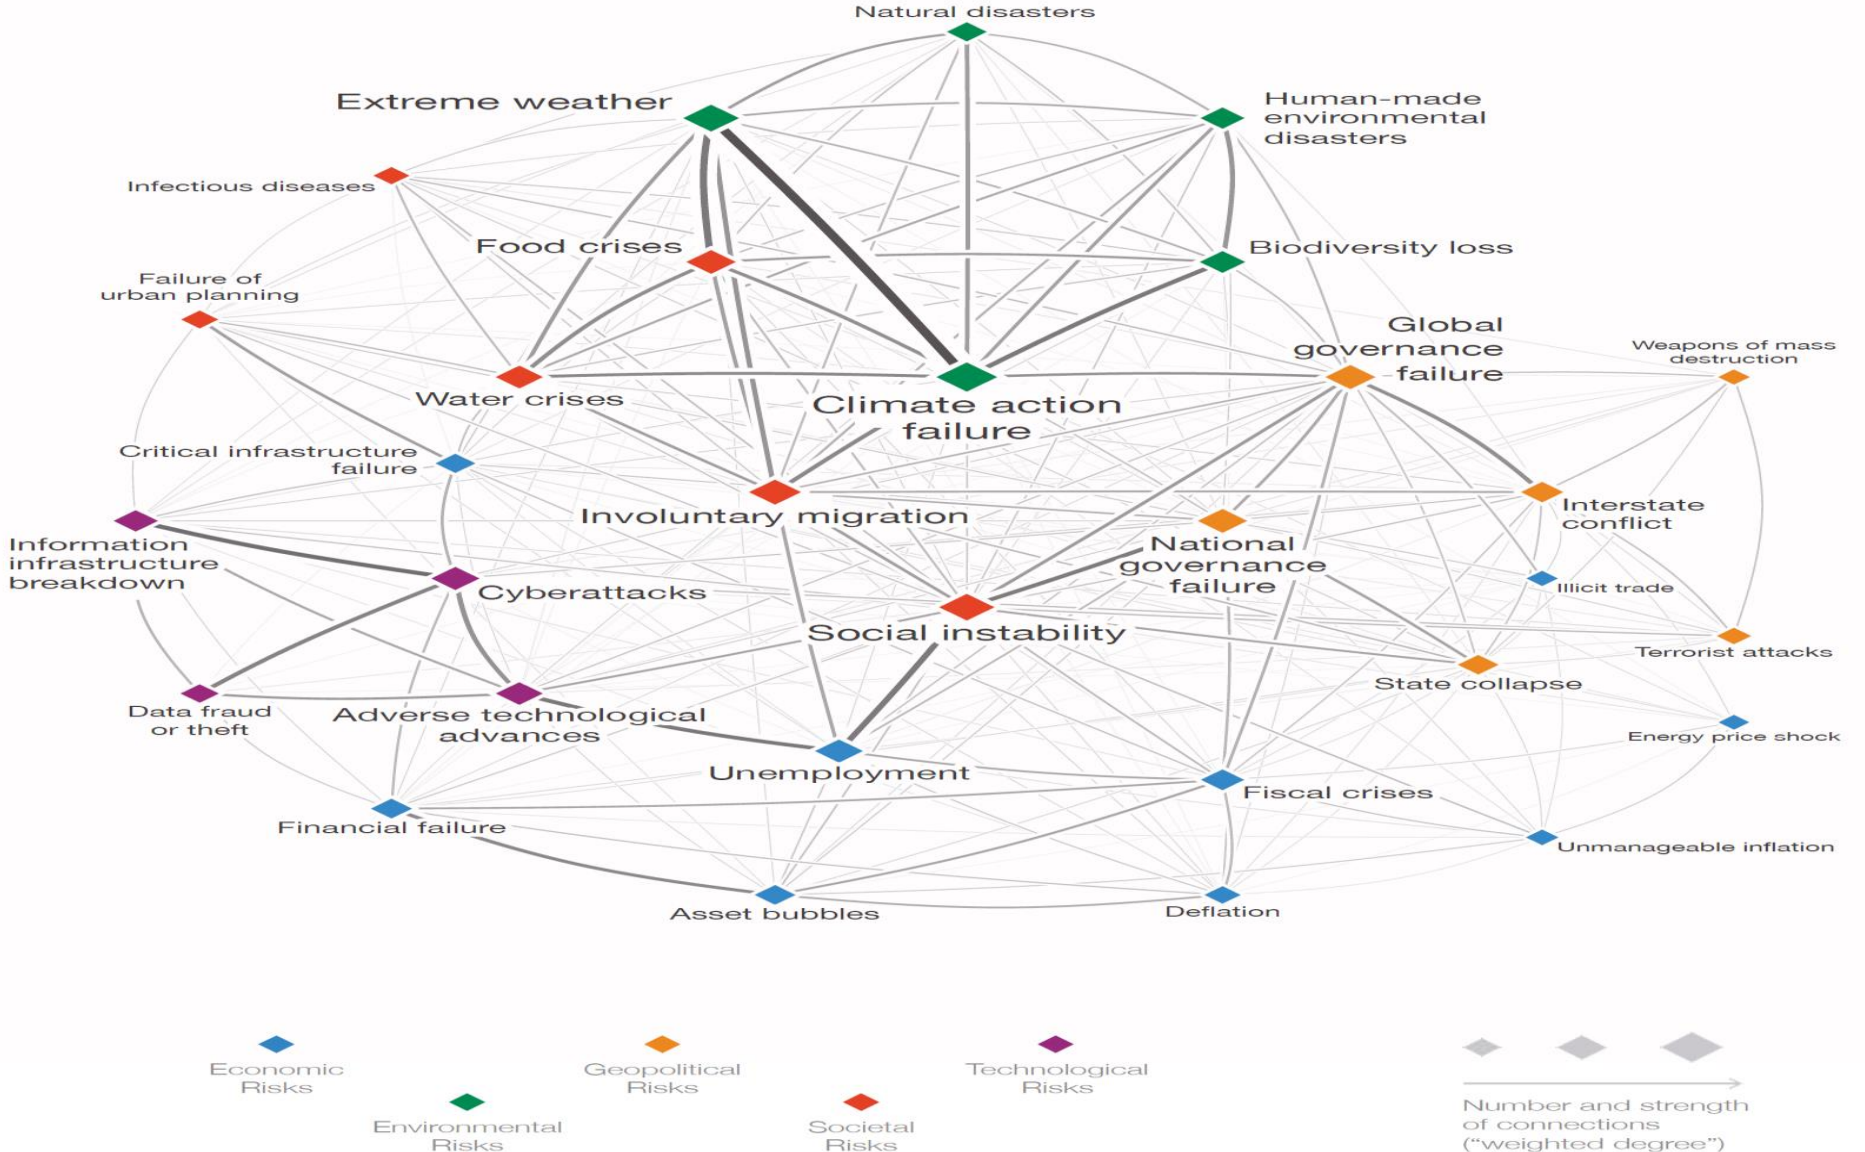 Natural disasters
Extreme weather
Human-made
environmental
disasters
Infectious diseases
Food crises
Biodiversity loss
Failure of
urban planning
Global
governance
failure
Weapons of mass
destruction
Water crises
Climate action
failure
Critical infrastructure
failure
Involuntary migration
Interstate
conflict
Information
infrastructure
breakdown
National
governance
failure
Cyberattacks
Illicit trade
Social instability
Terrorist attacks
State collapse
Data fraud
or theft
Adverse technological
advances
Energy price shock
Unemployment
Fiscal crises
Financial failure
Unmanageable inflation
Asset bubbles
Deflation
Economic
Risks
Geopolitical
Risks
Technological
Risks
Environmental
Risks
Societal
Risks
Number and strength
of connections
(“weighted degree”)